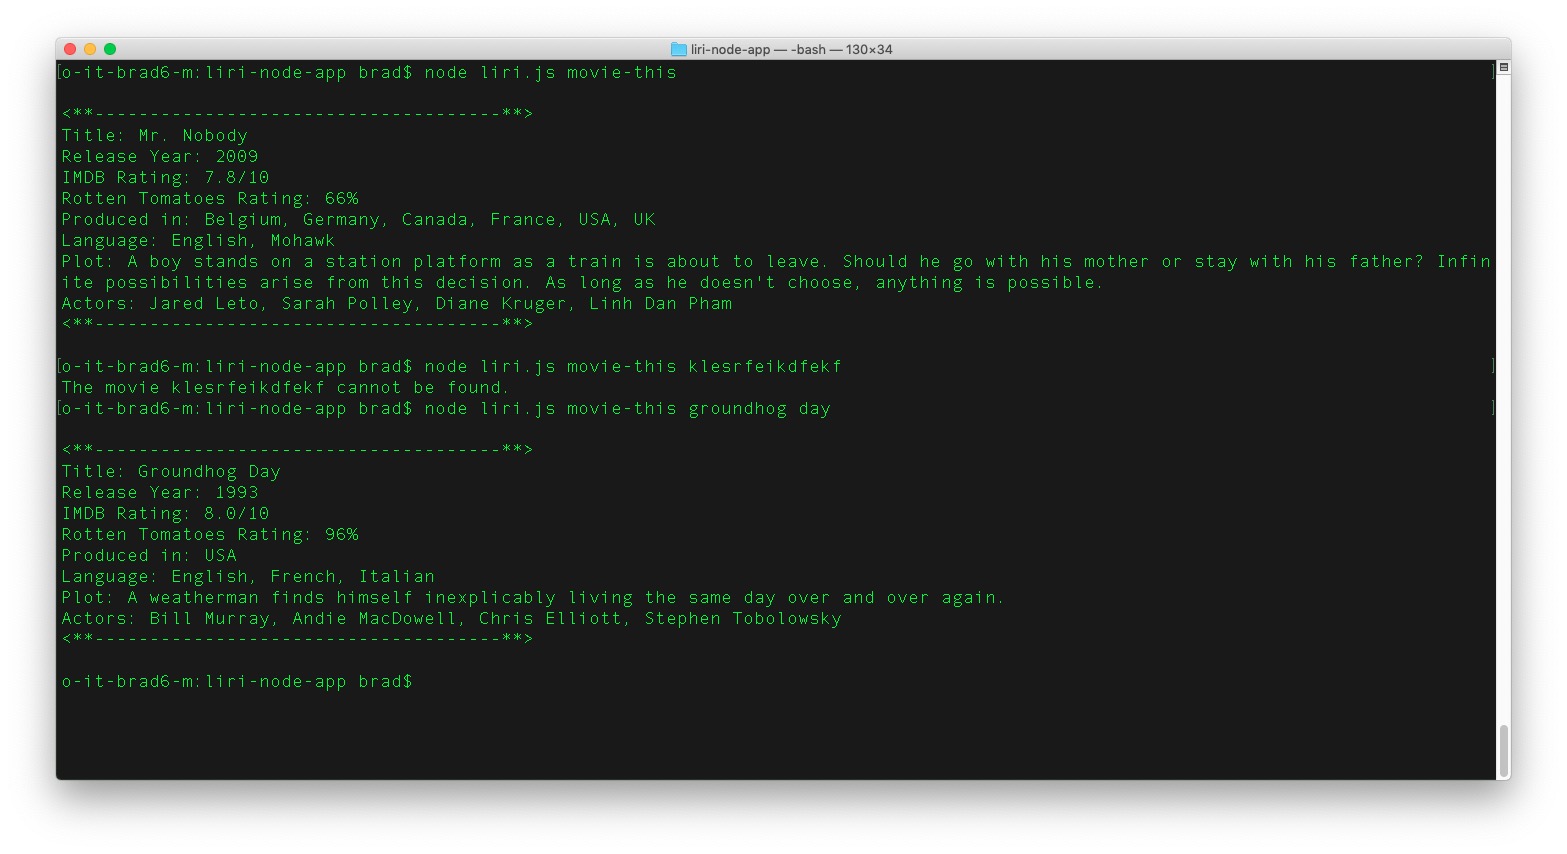 liri-node-app — -bash — 130×34
[o-it-brad6-m:liri-node-app brad$ node liri.js movie-this ]
<**-------------------------------------**>
Title: Mr. Nobody
Release Year: 2009
IMDB Rating: 7.8/10
Rotten Tomatoes Rating: 66%
Produced in: Belgium, Germany, Canada, France, USA, UK
Language: English, Mohawk
Plot: A boy stands on a station platform as a train is about to leave. Should he go with his mother or stay with his father? Infin
ite possibilities arise from this decision. As long as he doesn't choose, anything is possible.
Actors: Jared Leto, Sarah Polley, Diane Kruger, Linh Dan Pham
<**-------------------------------------**>
[o-it-brad6-m:liri-node-app brad$ node liri.js movie-this klesrfeikdfekf ]
The movie klesrfeikdfekf cannot be found.
[o-it-brad6-m:liri-node-app brad$ node liri.js movie-this groundhog day ]
<**-------------------------------------**>
Title: Groundhog Day
Release Year: 1993
IMDB Rating: 8.0/10
Rotten Tomatoes Rating: 96%
Produced in: USA
Language: English, French, Italian
Plot: A weatherman finds himself inexplicably living the same day over and over again.
Actors: Bill Murray, Andie MacDowell, Chris Elliott, Stephen Tobolowsky
<**-------------------------------------**>
o-it-brad6-m:liri-node-app brad$